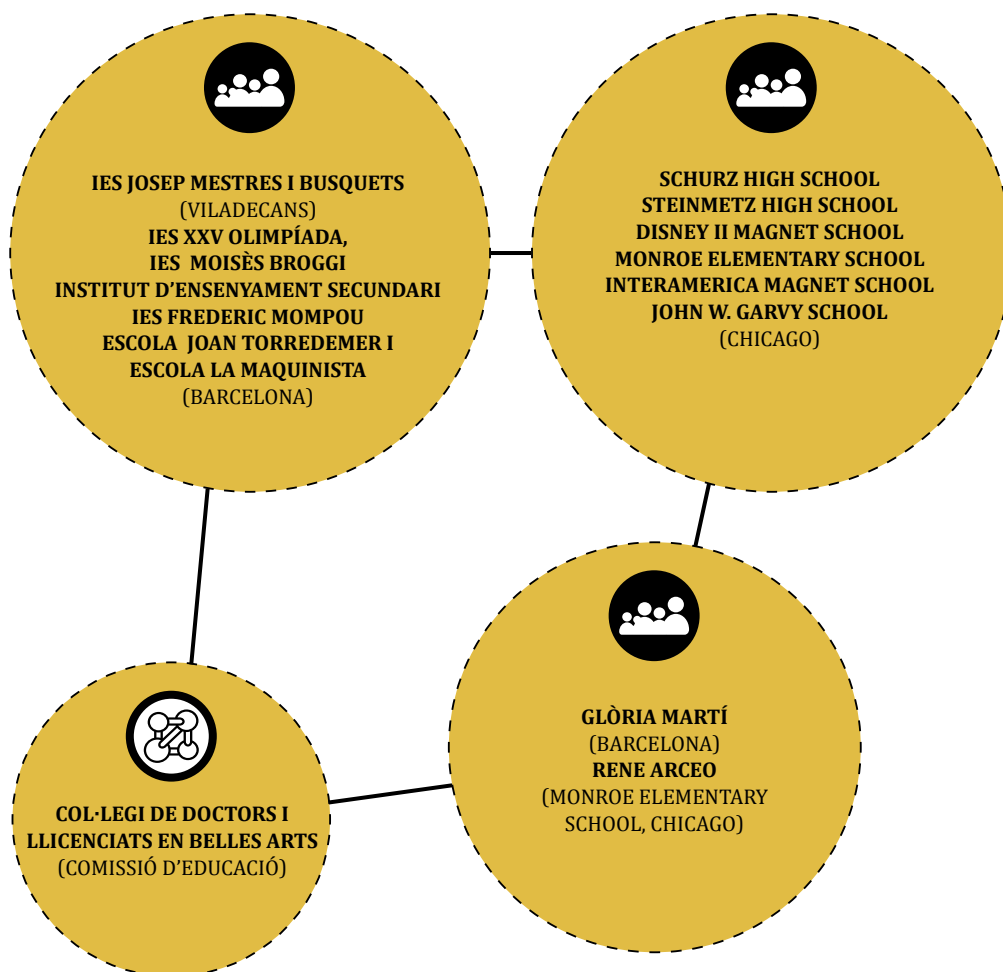 IES JOSEP MESTRES I BUSQUETS
(VILADECANS)
IES XXV OLIMPÍADA,
IES MOISÈS BROGGI
INSTITUT D'ENSENYAMENT SECUNDARI
IES FREDERIC MOMPOU
ESCOLA JOAN TORREDEMER I
ESCOLA LA MAQUINISTA
(BARCELONA)
SCHURZ HIGH SCHOOL
STEINMETZ HIGH SCHOOL
DISNEY II MAGNET SCHOOL
MONROE ELEMENTARY SCHOOL
INTERAMERICA MAGNET SCHOOL
JOHN W. GARVY SCHOOL
(CHICAGO)
GLÒRIA MARTÍ
(BARCELONA)
RENE ARCEO
(MONROE ELEMENTARY
SCHOOL, CHICAGO)
COL·LEGI DE DOCTORS I
LLICENCIATS EN BELLES ARTS
(COMISSIÓ D'EDUCACIÓ)